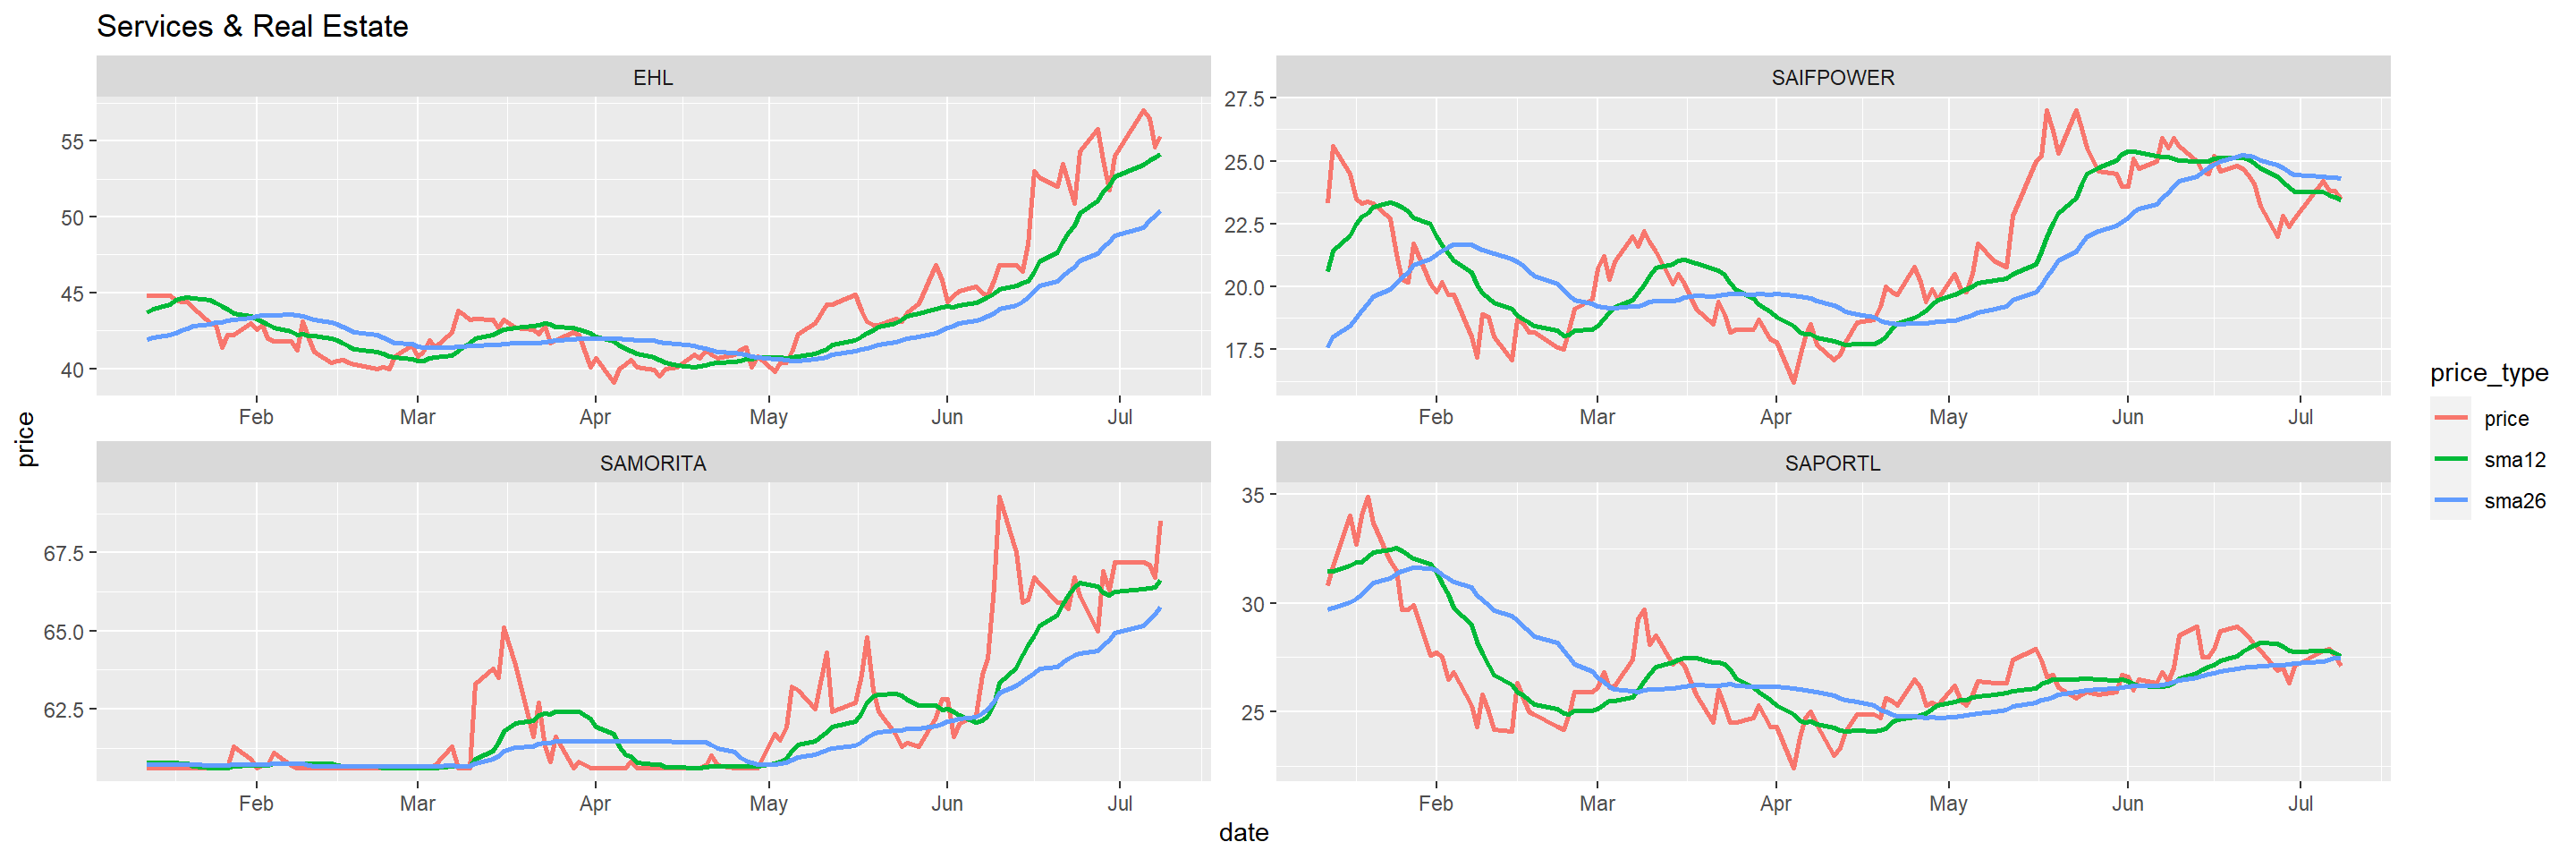 Services & Real Estate
EHL
SAIFPOWER
55
50
45
40
27.5
25.0
22.5
20.0
17.5
Feb Mar Apr May Jun Jul
Feb Mar Apr May Jun Jul
SAMORITA
SAPORTL
67.5
65.0
62.5
35
30
25
Feb Mar Apr May Jun Jul
Feb Mar Apr May Jun Jul
price
date
price_type
price
sma12
sma26